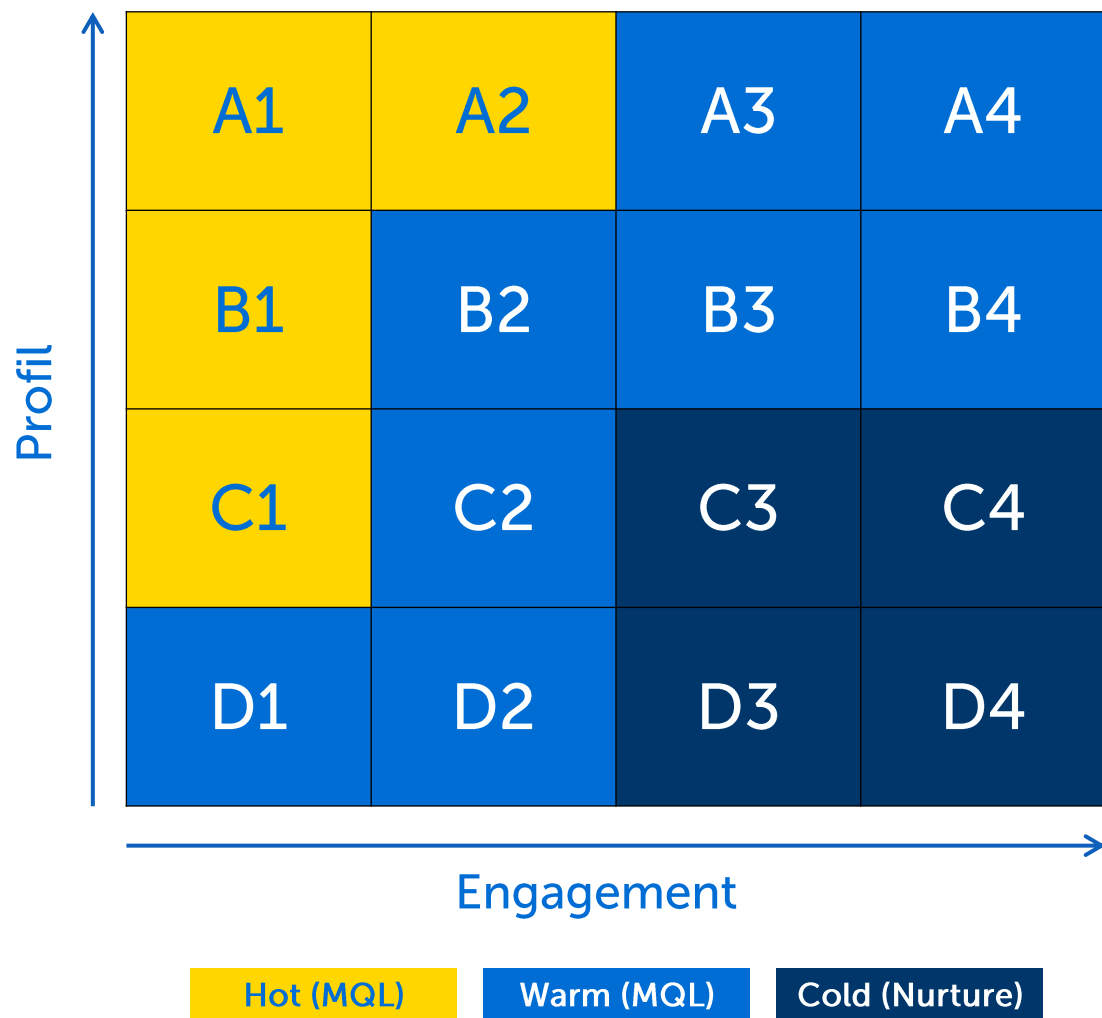 A1 A2 A3 A4
B1 B2 B3 B4
Profil
C1 C2 C3 C4
D1 D2 D3 D4
Engagement
Hot (MQL) Warm (MQL) Cold (Nurture)